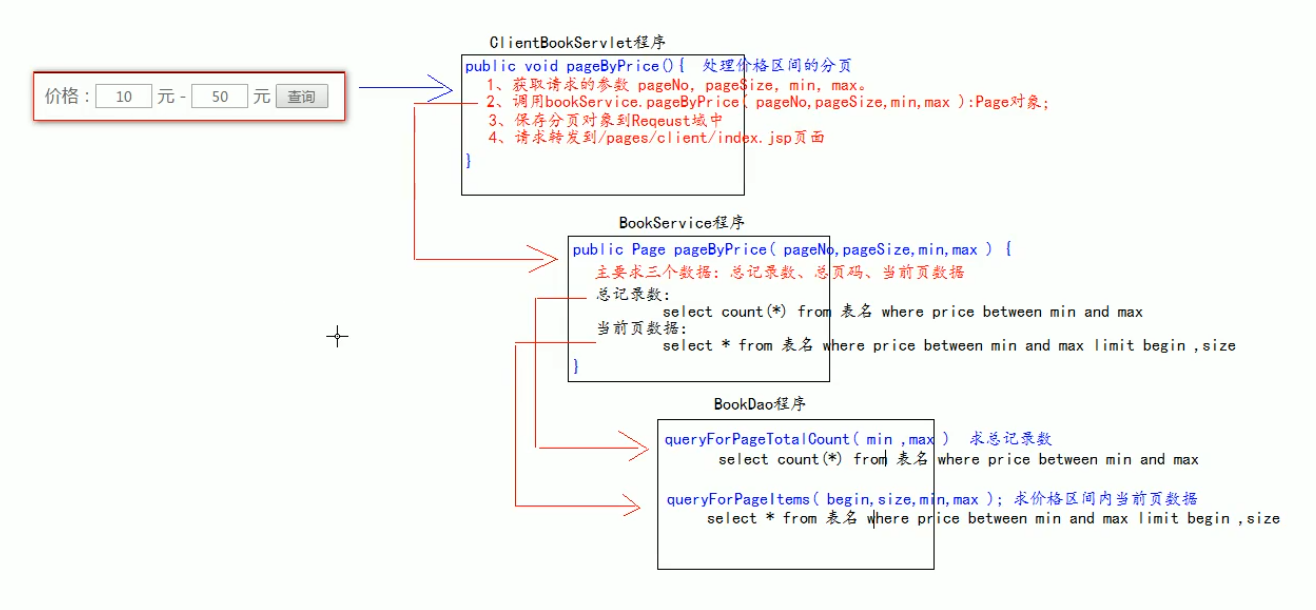 ClientBookServlet程序
价格：10 元 - 50 元 查询
public void pageByPrice(){ 处理价格区间的分页
1、获取请求的参数 pageNo, pageSize, min, max。
2、调用bookService.pageByPrice( pageNo,pageSize,min,max ):Page对象;
3、保存分页对象到Reqeust域中
4、请求转发到/pages/client/index.jsp页面
}
BookService程序
public Page pageByPrice( pageNo,pageSize,min,max ) {
主要求三个数据: 总记录数、总页码、当前页数据
总记录数:
select count(*) from 表名 where price between min and max
当前页数据:
select * from 表名 where price between min and max limit begin ,size
}
BookDao程序
queryForPageTotalCount( min ,max ) 求总记录数
select count(*) from 表名 where price between min and max
queryForPageItems( begin,size,min,max ); 求价格区间内当前页数据
select * from 表名 where price between min and max limit begin ,size